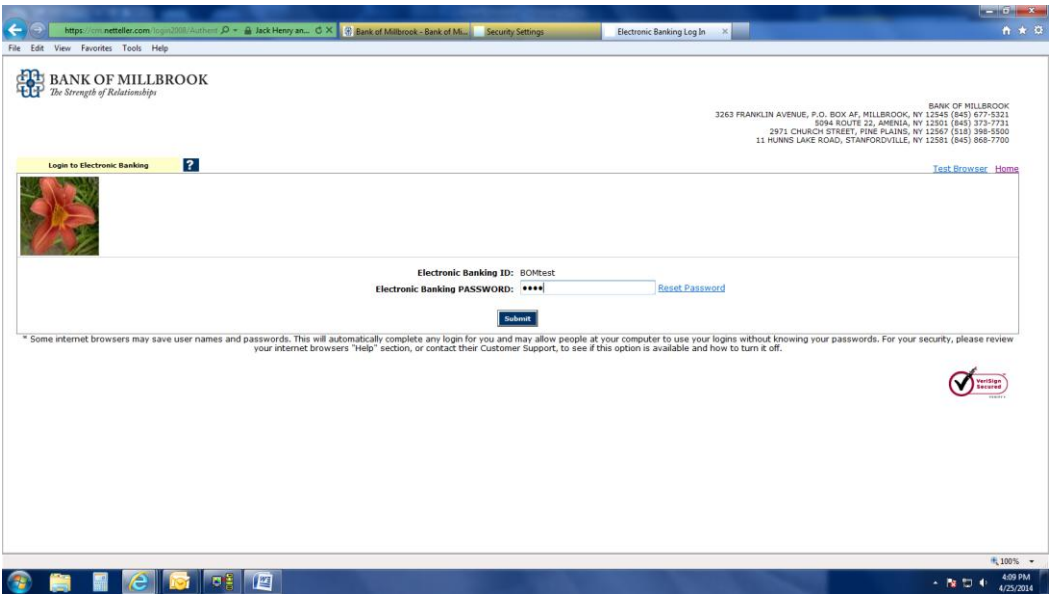 https://cm.netteller.com/login2008/Authent
Jack Henry an...
Bank of Millbrook - Bank of Mi...
Security Settings
Electronic Banking Log In
File Edit View Favorites Tools Help
BANK OF MILLBROOK
The Strength of Relationships
BANK OF MILLBROOK
3263 FRANKLIN AVENUE, P.O. BOX AF, MILLBROOK, NY 12545 (845) 677-5321
5094 ROUTE 22, AMENIA, NY 12501 (845) 373-7731
2971 CHURCH STREET, PINE PLAINS, NY 12567 (518) 398-5500
11 HUNNS LAKE ROAD, STANFORDVILLE, NY 12581 (845) 868-7700
Login to Electronic Banking ?
Test Browser Home
Electronic Banking ID: BOMtest
Electronic Banking PASSWORD: •••• Reset Password
Submit
* Some internet browsers may save user names and passwords. This will automatically complete any login for you and may allow people at your computer to use your logins without knowing your passwords. For your security, please review
your internet browsers "Help" section, or contact their Customer Support, to see if this option is available and how to turn it off.
VeriSign
Secured
100%
4:09 PM
4/25/2014